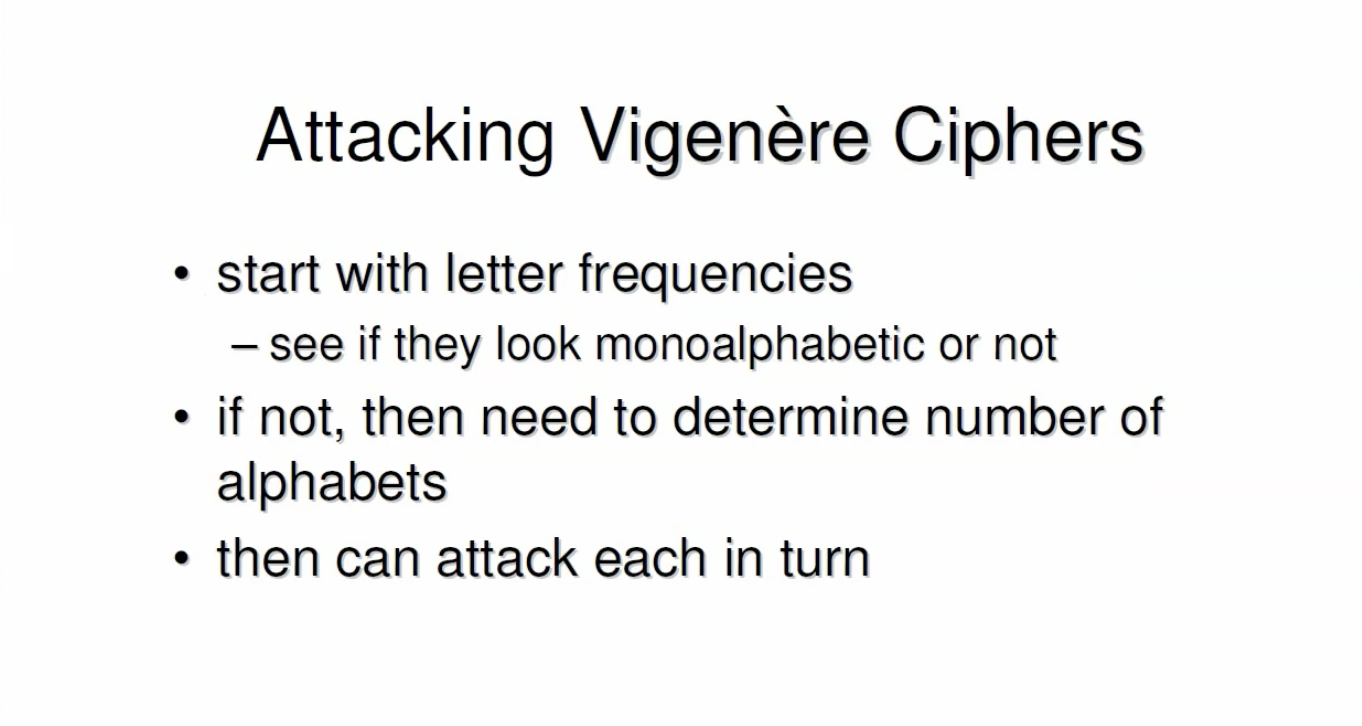 Attacking Vigenère Ciphers
• start with letter frequencies
– see if they look monoalphabetic or not
• if not, then need to determine number of
alphabets
• then can attack each in turn